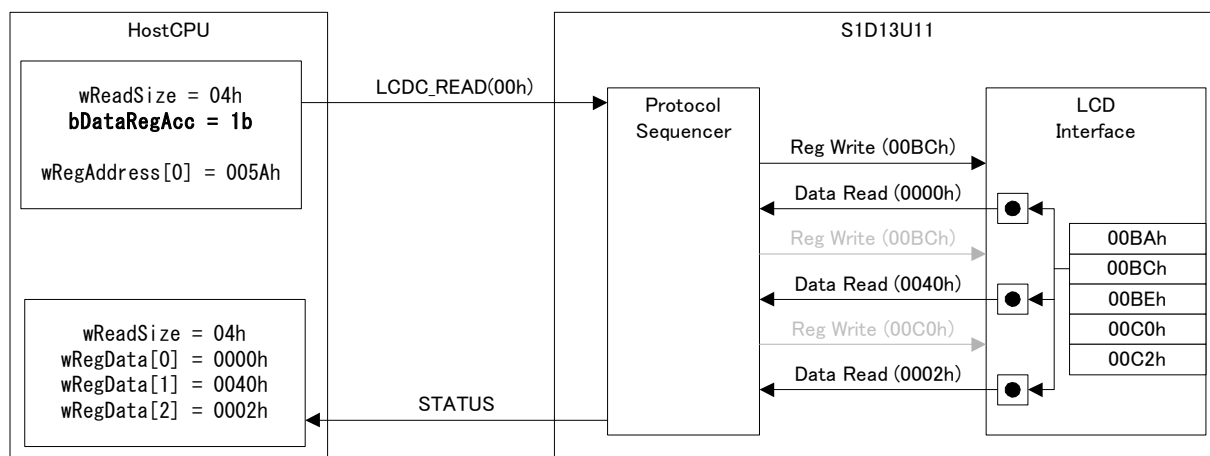 HostCPU
wReadSize = 04h
bDataRegAcc = 1b
wRegAddress[0] = 005Ah
wReadSize = 04h
wRegData[0] = 0000h
wRegData[1] = 0040h
wRegData[2] = 0002h
LCDC_READ(00h)
STATUS
S1D13U11
Protocol
Sequencer
Reg Write (00BCh)
Data Read (0000h)
Reg Write (00BCh)
Data Read (0040h)
Reg Write (00C0h)
Data Read (0002h)
LCD
Interface
00BAh
00BCh
00BEh
00C0h
00C2h